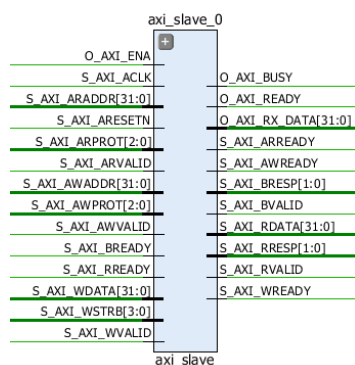 axi_slave_0
O_AXI_ENA
S_AXI_ACLK
S_AXI_ARADDR[31:0]
S_AXI_ARESETN
S_AXI_ARPROT[2:0]
S_AXI_ARVALID
S_AXI_AWADDR[31:0]
S_AXI_AWPROT[2:0]
S_AXI_AWVALID
S_AXI_BREADY
S_AXI_RREADY
S_AXI_WDATA[31:0]
S_AXI_WSTRB[3:0]
S_AXI_WVALID
O_AXI_BUSY
O_AXI_READY
O_AXI_RX_DATA[31:0]
S_AXI_ARREADY
S_AXI_AWREADY
S_AXI_BRESP[1:0]
S_AXI_BVALID
S_AXI_RDATA[31:0]
S_AXI_RRESP[1:0]
S_AXI_RVALID
S_AXI_WREADY
axi_slave